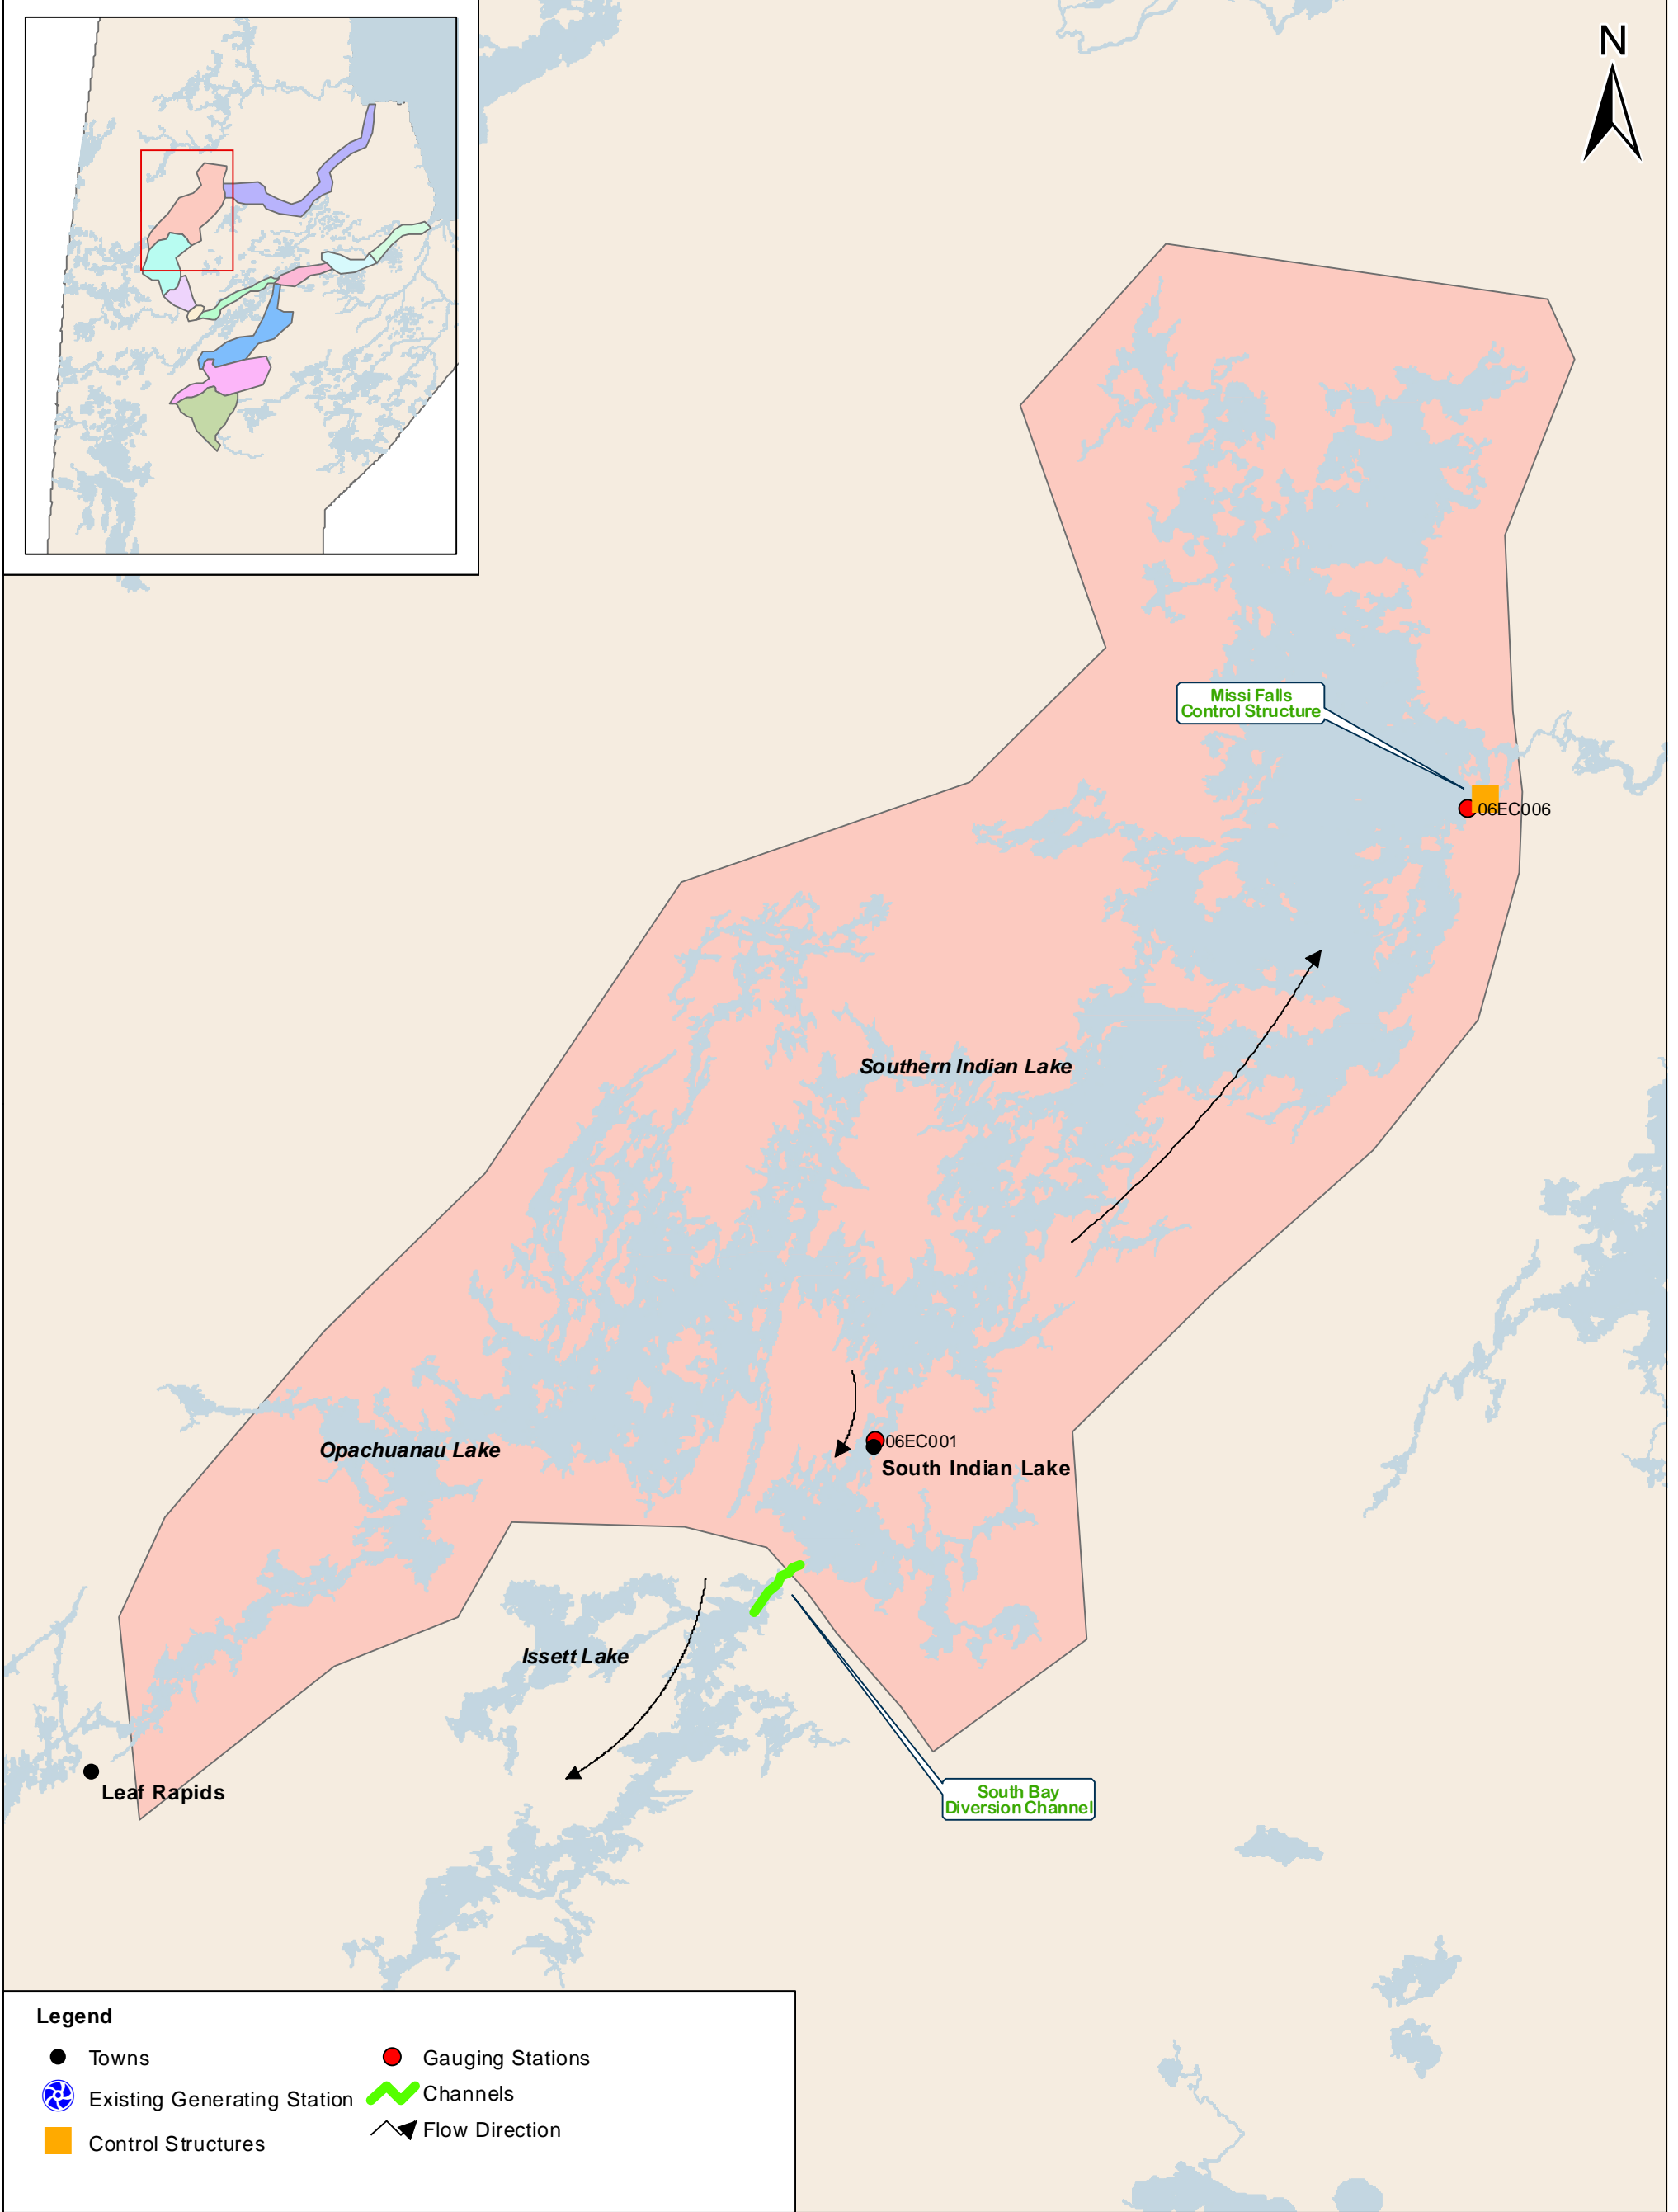 N
Missi Falls
Control Structure
06EC006
Southern Indian Lake
06EC001
Opachuanau Lake
South Indian Lake
Issett Lake
Leaf Rapids
South Bay
Diversion Channel
Legend
Towns
Gauging Stations
Existing Generating Station
Channels
Flow Direction
Control Structures